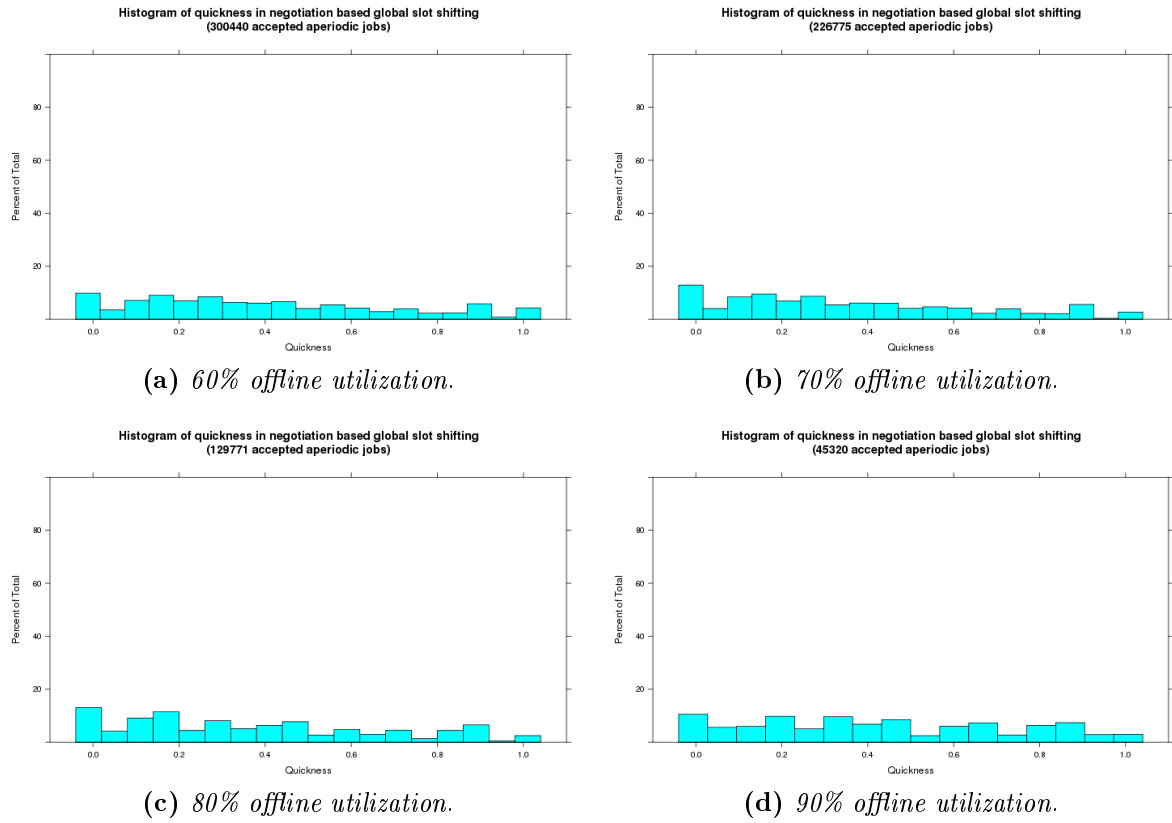 Histogram of quickness in negotiation based global slot shifting
(300440 accepted aperiodic jobs)
Percent of Total
80
60
40
20
0.0 0.2 0.4 0.6 0.8 1.0
Quickness
(a) 60% offline utilization.
Histogram of quickness in negotiation based global slot shifting
(226775 accepted aperiodic jobs)
Percent of Total
80
60
40
20
0.0 0.2 0.4 0.6 0.8 1.0
Quickness
(b) 70% offline utilization.
Histogram of quickness in negotiation based global slot shifting
(129771 accepted aperiodic jobs)
Percent of Total
80
60
40
20
0.0 0.2 0.4 0.6 0.8 1.0
Quickness
(c) 80% offline utilization.
Histogram of quickness in negotiation based global slot shifting
(45320 accepted aperiodic jobs)
Percent of Total
80
60
40
20
0.0 0.2 0.4 0.6 0.8 1.0
Quickness
(d) 90% offline utilization.